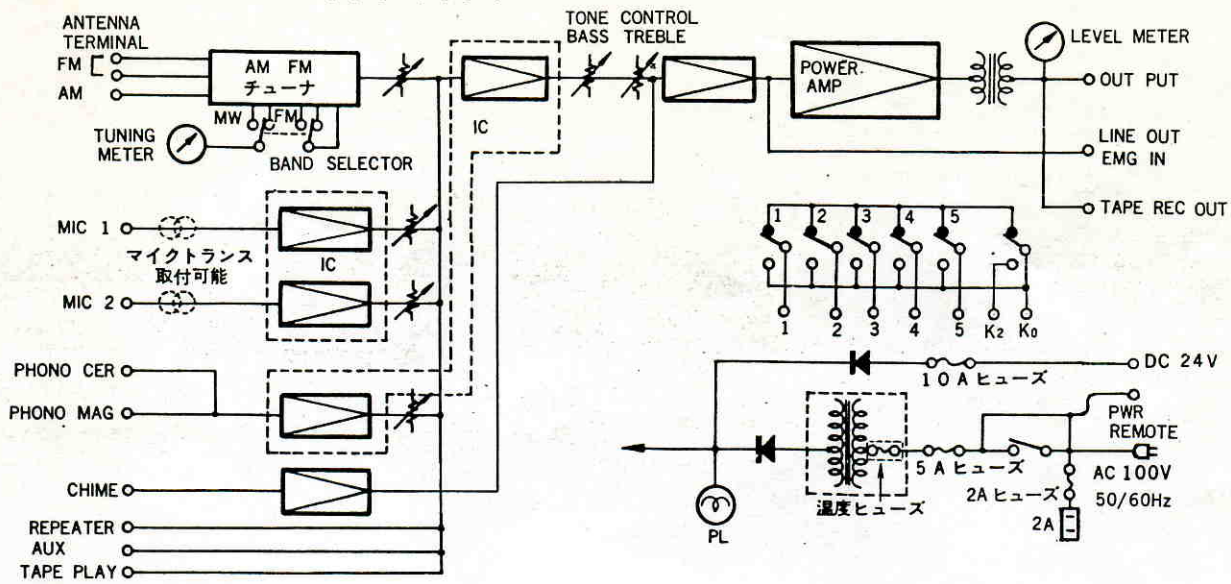 ANTENNA
TERMINAL
FM
AM
AM FM
チューナ
MW
FM
TUNING
METER
BAND SELECTOR
IC
TONE CONTROL
BASS TREBLE
POWER.
AMP
LEVEL METER
OUT PUT
LINE OUT
EMG IN
TAPE REC OUT
MIC 1
マイクトランス
取付可能
IC
MIC 2
PHONO CER
PHONO MAG
CHIME
REPEATER
AUX
TAPE PLAY
1 2 3 4 5
1 2 3 4 5 K2 K0
DC 24V
10Aヒューズ
PWR
REMOTE
5Aヒューズ
AC 100V
50/60Hz
2Aヒューズ
2A
温度ヒューズ
PL